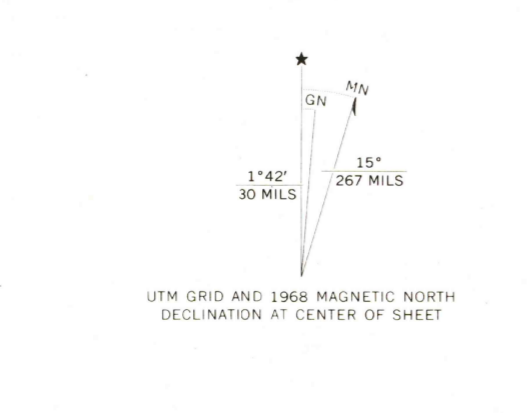 ★
MN
GN
1°42'
30 MILS
15°
267 MILS
UTM GRID AND 1968 MAGNETIC NORTH
DECLINATION AT CENTER OF SHEET